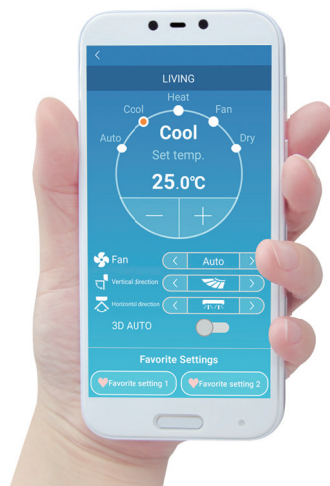 LIVING
Heat
Cool
Fan
Auto
Cool
Dry
Set temp.
25.0°C
Fan
Auto
Vertical direction
Horizontal direction
3D AUTO
Favorite Settings
Favorite setting 1
Favorite setting 2